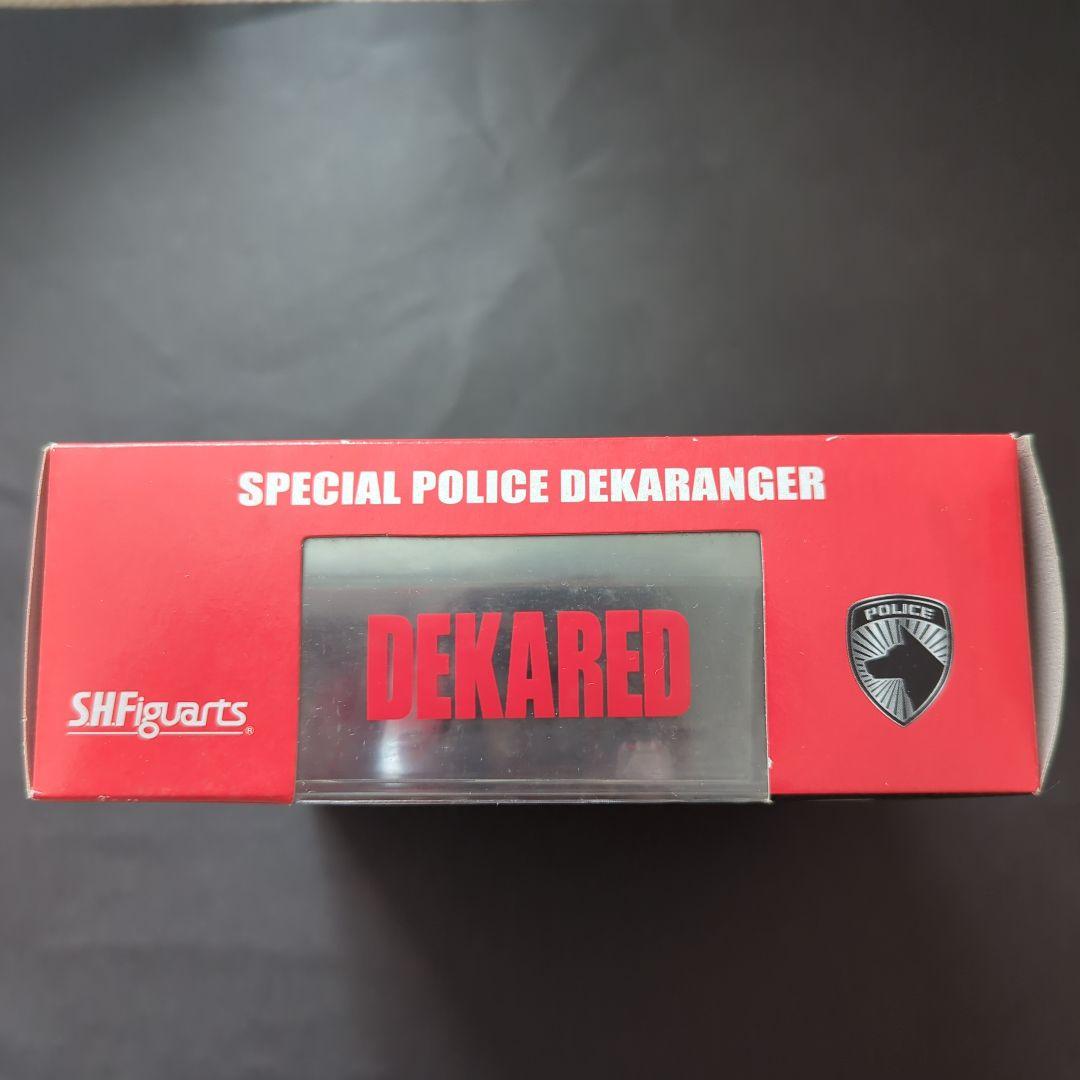 SPECIAL POLICE DEKARANGER
DEKARED
POLICE
S.H.Figuarts®